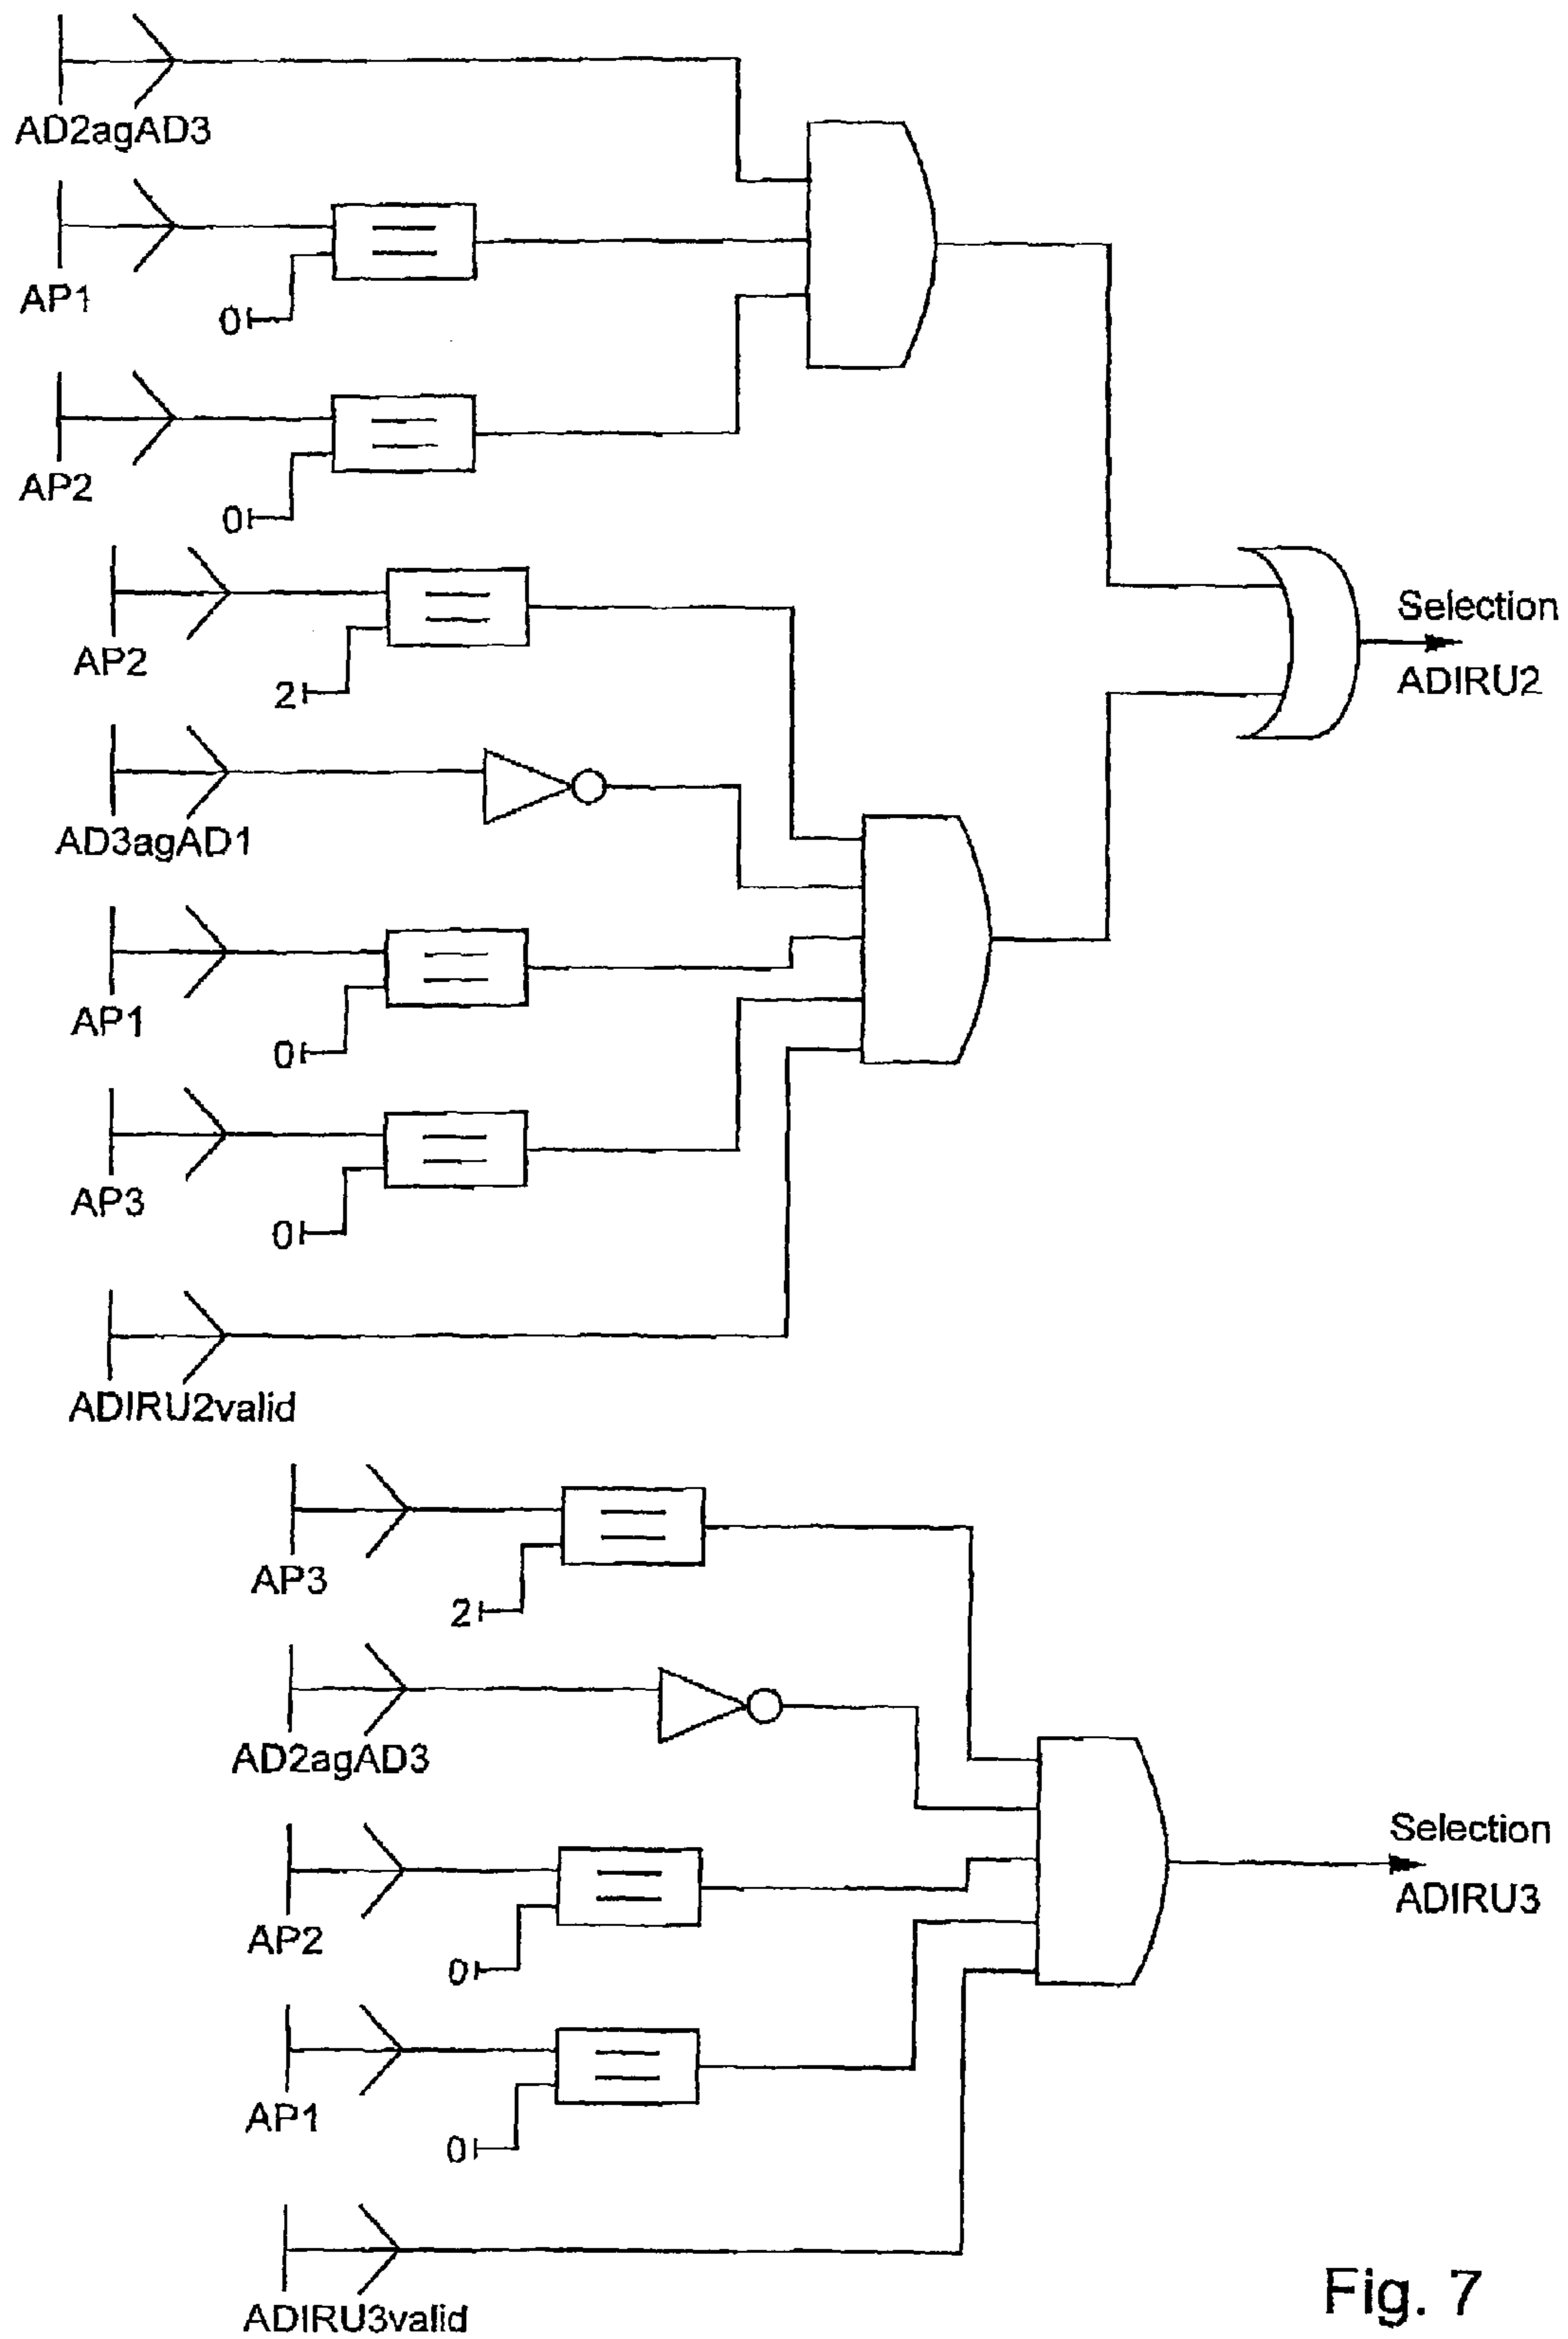 AD2agAD3
AP1
0
AP2
0
AP2
2
Selection
ADIRU2
AD3agAD1
AP1
0
AP3
0
ADIRU2valid
AP3
2
AD2agAD3
Selection
ADIRU3
AP2
0
AP1
0
ADIRU3valid
Fig. 7